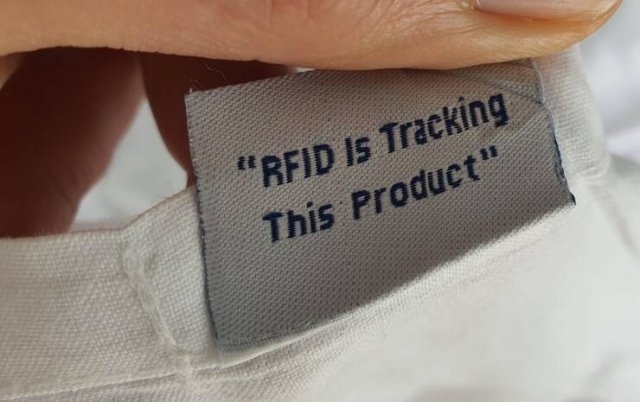 "RFID Is Tracking
This Product"